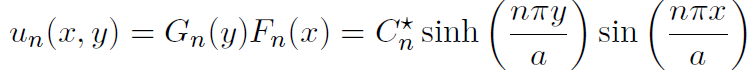 u_n(x, y) = G_n(y)F_n(x) = C_n^⋆ sinh(nπy/a) sin(nπx/a)